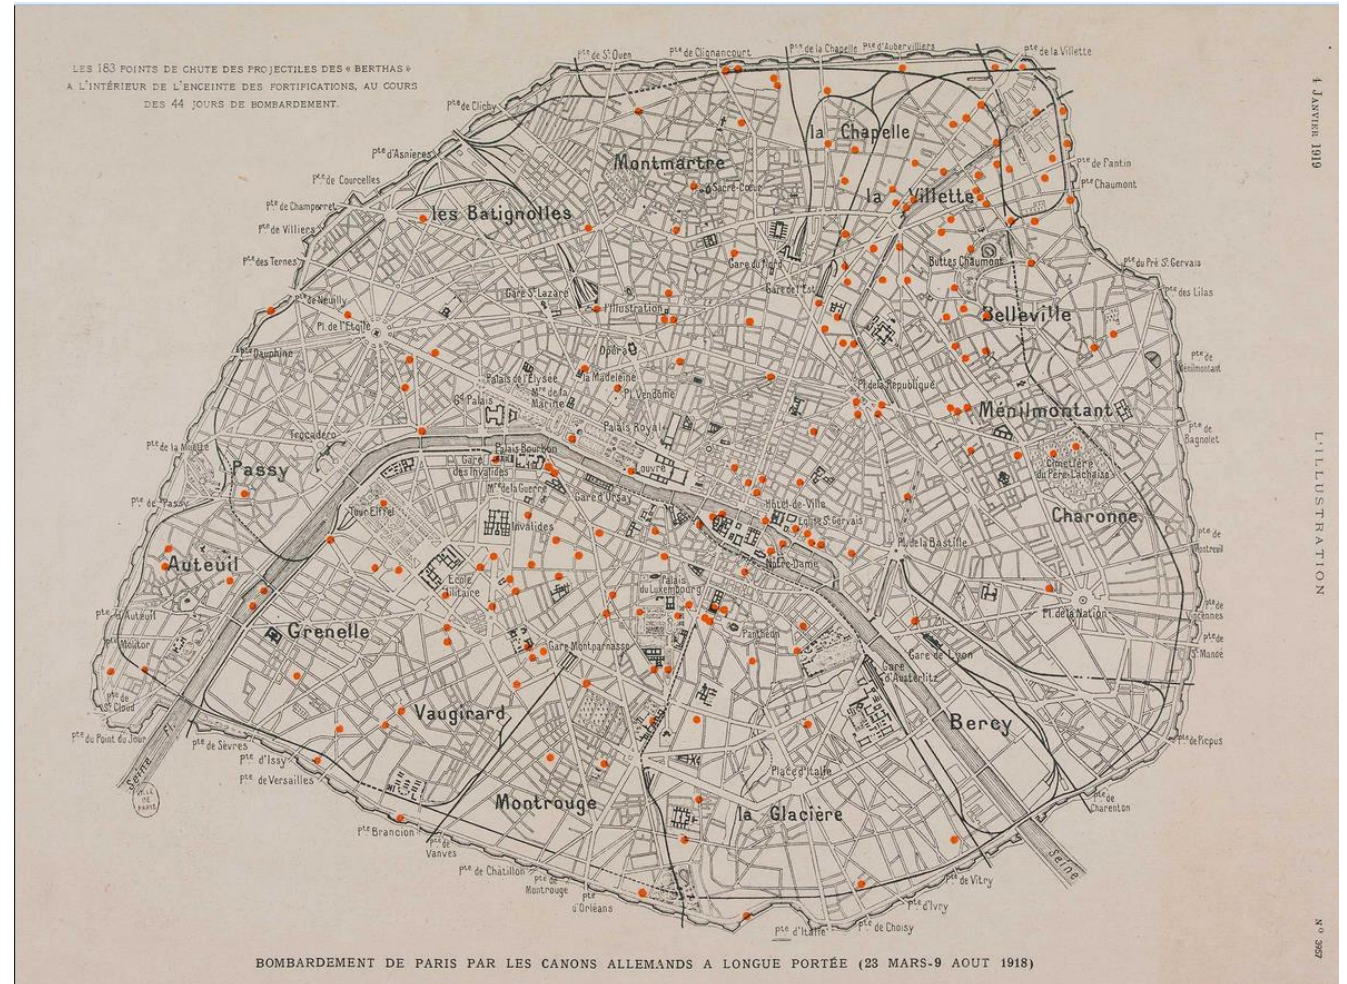 LES 183 POINTS DE CHUTE DES PROJECTILES DES « BERTHAS »
A L'INTÉRIEUR DE L'ENCEINTE DES FORTIFICATIONS, AU COURS
DES 44 JOURS DE BOMBARDEMENT.
Pte de St Ouen
Pte de Clignancourt
Pte de la Chapelle
Pte d'Aubervilliers
Pte de la Villette
Pte de Clichy
Pte d'Asnières
Pte de Courcelles
Pte de Champerret
Pte de Villiers
Pte des Ternes
Pte de Neuilly
Pl. de l'Etoile
Pte Dauphine
la Chapelle
Montmartre
Sacré-Cœur
la Villette
les Batignolles
Pte de Pantin
Pte Chaumont
Gare du Nord
Buttes Chaumont
Pte du Pré St Gervais
Pte des Lilas
Gare St Lazare
l'Illustration
Gare de l'Est
Belleville
Opéra
Pte de
Ménilmontant
Palais de l'Elysée
la Madeleine
Mre de la
Marine
Pl. Vendôme
Pl. de la République
Gd Palais
Palais Royal
Ménilmontant
Pte de
Bagnolet
Trocadéro
Pte de la Muette
Passy
Palais Bourbon
Gare
des Invalides
Louvre
Cimetière
du Père-Lachaise
Mre de la Guerre
Gare d'Orsay
Pte de Passy
Tour Eiffel
Invalides
Hôtel-de-Ville
Eglise St Gervais
Charonne
Pl. de la Bastille
Pte de
Montreuil
Auteuil
Notre-Dame
Ecole
Militaire
Palais
du Luxembourg
Pte d'Auteuil
Pl. de la Nation
Pte de
Grenelle
Panthéon
Molitor
Gare Montparnasse
Gare de Lyon
Pte de
St Mandé
Gare
d'Austerlitz
Pte de
St Cloud
Vaugirard
Bercy
Pte du Point du Jour
Pte de Sèvres
Pte d'Issy
Pte de Versailles
Pte de Picpus
Place d'Italie
Seine
VILLE
DE
PARIS
Montrouge
la Glacière
Pte de
Charenton
Pte Brancion
Pte de
Vanves
Seine
Pte de Châtillon
Pte de
Montrouge
Pte
d'Orléans
Pte de Vitry
Pte d'Ivry
Pte d'Italie
Pte de Choisy
BOMBARDEMENT DE PARIS PAR LES CANONS ALLEMANDS A LONGUE PORTÉE (23 MARS-9 AOUT 1918)
4 JANVIER 1919
L'ILLUSTRATION
N° 3957